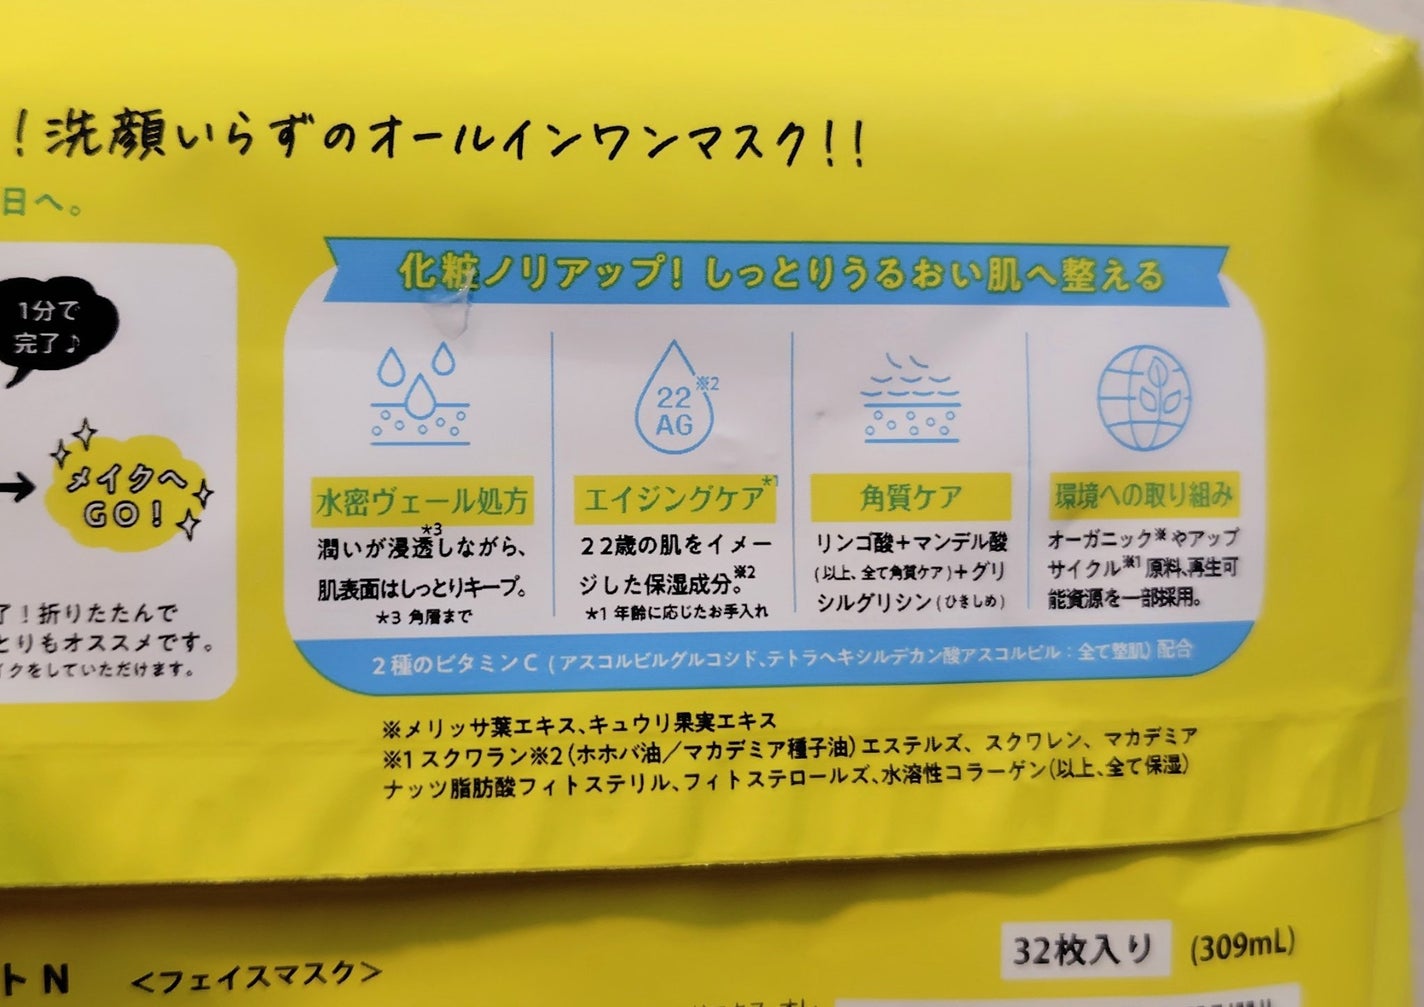 ！洗顔いらずのオールインワンマスク！！
日へ。
1分で
完了♪
メイクへ
GO！
了！折りたたんで
とりもオススメです。
イクをしていただけます。
化粧ノリアップ！しっとりうるおい肌へ整える
22 ※2
AG
水密ヴェール処方
潤いが浸透*3しながら、
肌表面はしっとりキープ。
*3 角層まで
エイジングケア*1
22歳の肌をイメー
ジした保湿成分。※2
*1 年齢に応じたお手入れ
角質ケア
リンゴ酸＋マンデル酸
(以上、全て角質ケア)＋グリ
シルグリシン(ひきしめ)
環境への取り組み
オーガニック※やアップ
サイクル※1原料、再生可
能資源を一部採用。
2種のビタミンC (アスコルビルグルコシド、テトラヘキシルデカン酸アスコルビル：全て整肌) 配合
※メリッサ葉エキス、キュウリ果実エキス
※1 スクワラン※2 (ホホバ油／マカデミア種子油) エステルズ、スクワレン、マカデミア
ナッツ脂肪酸フィトステリル、フィトステロールズ、水溶性コラーゲン(以上、全て保湿)
トN <フェイスマスク>
32枚入り (309mL)